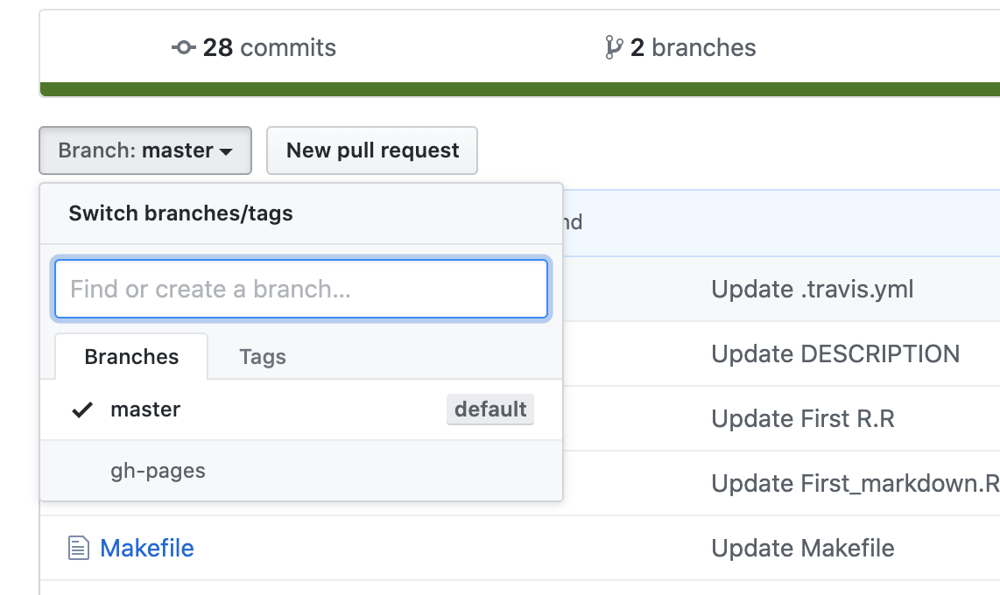 28 commits
2 branches
Branch: master
New pull request
Switch branches/tags
Find or create a branch...
Branches
Tags
Update .travis.yml
Update DESCRIPTION
master
default
Update First R.R
gh-pages
Update First_markdown.R
Makefile
Update Makefile